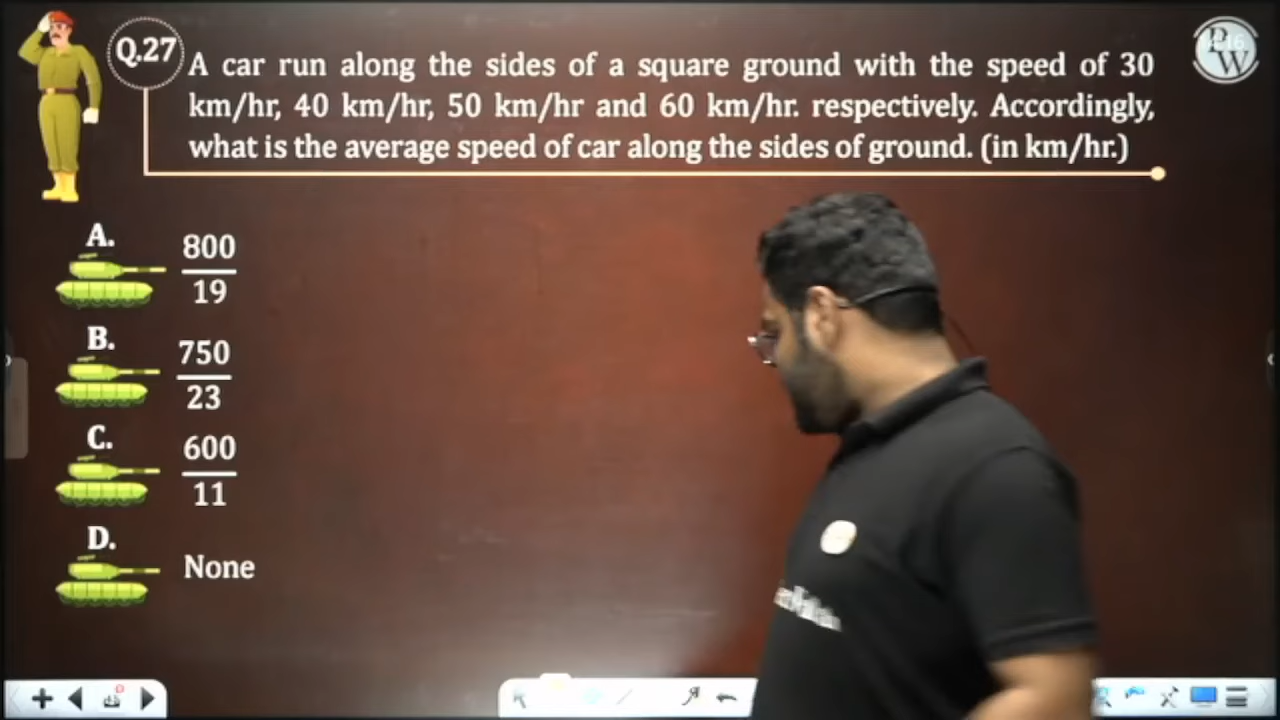 Q.27
A car run along the sides of a square ground with the speed of 30
km/hr, 40 km/hr, 50 km/hr and 60 km/hr. respectively. Accordingly,
what is the average speed of car along the sides of ground. (in km/hr.)
PW
A.
800
19
B.
750
23
C.
600
11
D.
None